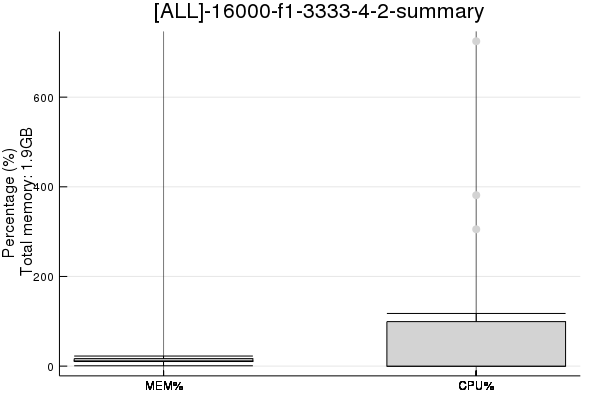 [ALL]-16000-f1-3333-4-2-summary
Percentage (%)
Total memory: 1.9GB
600
400
200
0
MEM%
CPU%